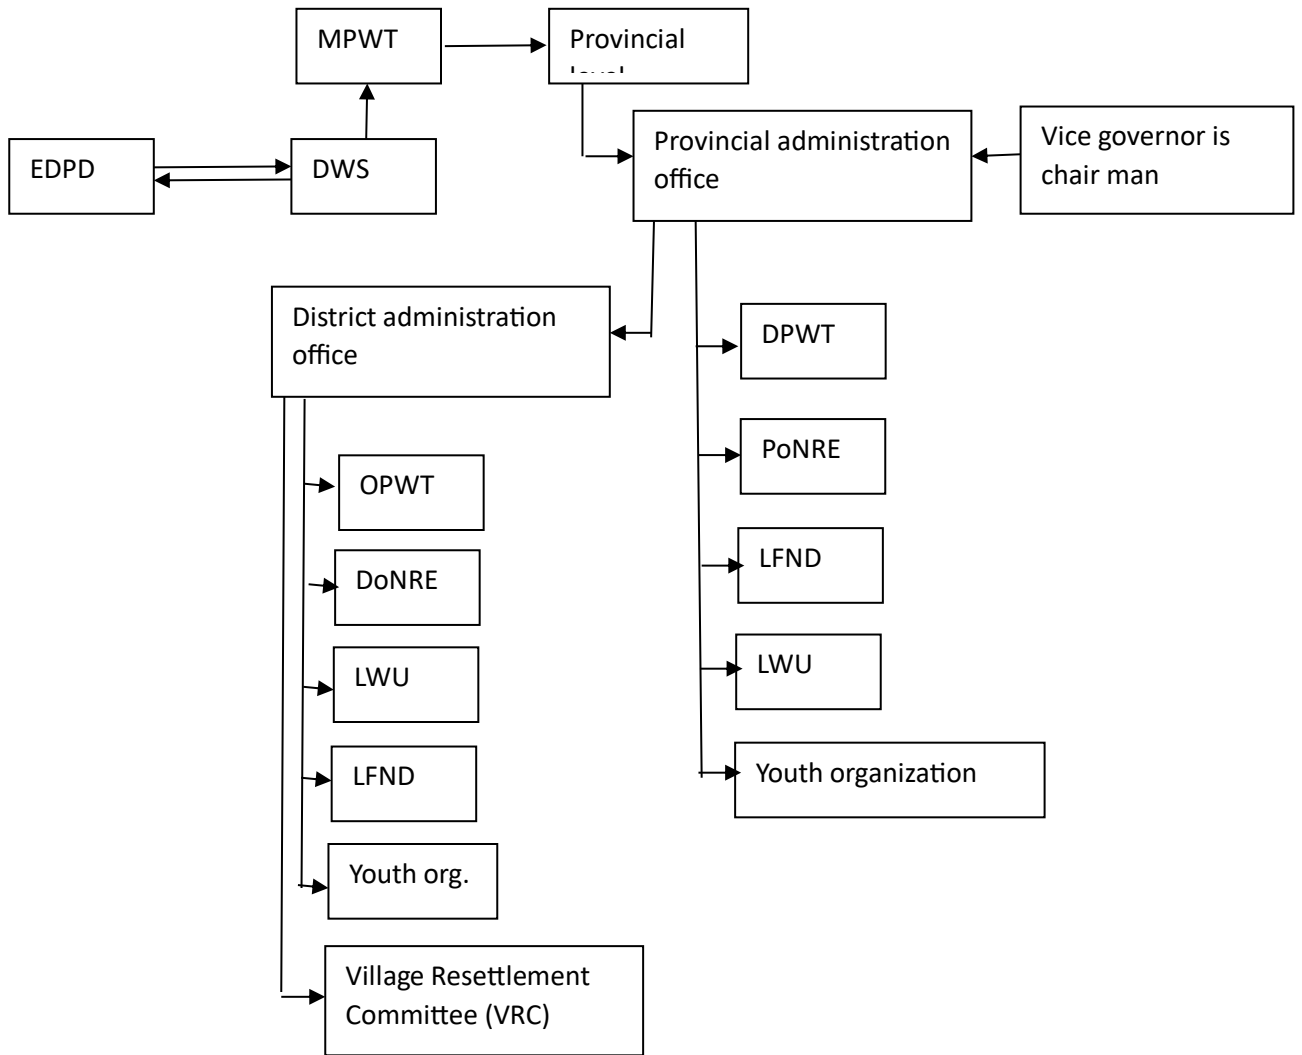 MPWT
Provincial
EDPD
DWS
Provincial administration
office
Vice governor is
chair man
District administration
office
DPWT
PoNRE
LFND
LWU
Youth organization
OPWT
DoNRE
LWU
LFND
Youth org.
Village Resettlement
Committee (VRC)